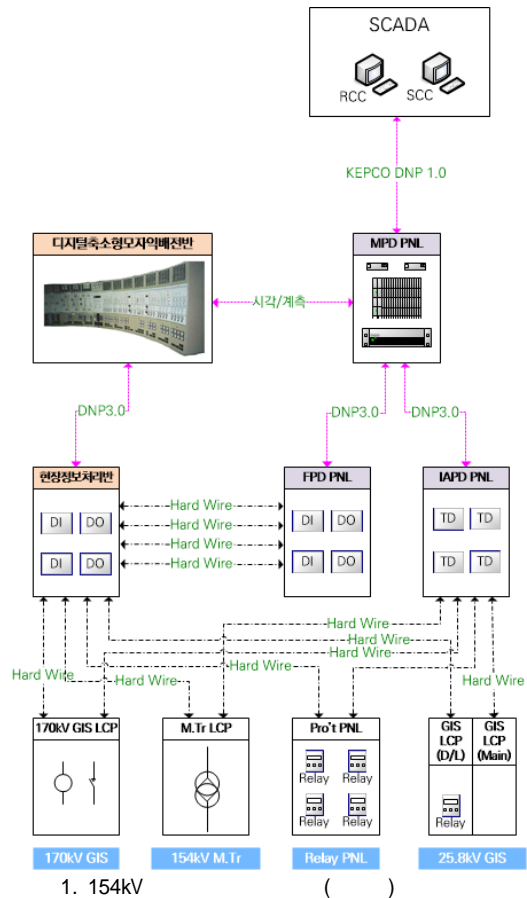 SCADA
RCC
SCC
KEPCO DNP 1.0
디지털축소형모자익배전반
MPD PNL
시각/계측
DNP3.0
DNP3.0
DNP3.0
현장정보처리반
FPD PNL
IAPD PNL
DI DO
DI DO
Hard Wire
Hard Wire
Hard Wire
Hard Wire
DI DO
DI DO
TD TD
TD TD
Hard Wire
Hard Wire
Hard Wire
Hard Wire
Hard Wire
Hard Wire
Hard Wire
Hard Wire
170kV GIS LCP
M.Tr LCP
Pro't PNL
GIS LCP (D/L)
GIS LCP (Main)
Relay Relay
Relay Relay
Relay
170kV GIS
154kV M.Tr
Relay PNL
25.8kV GIS
1. 154kV ( )